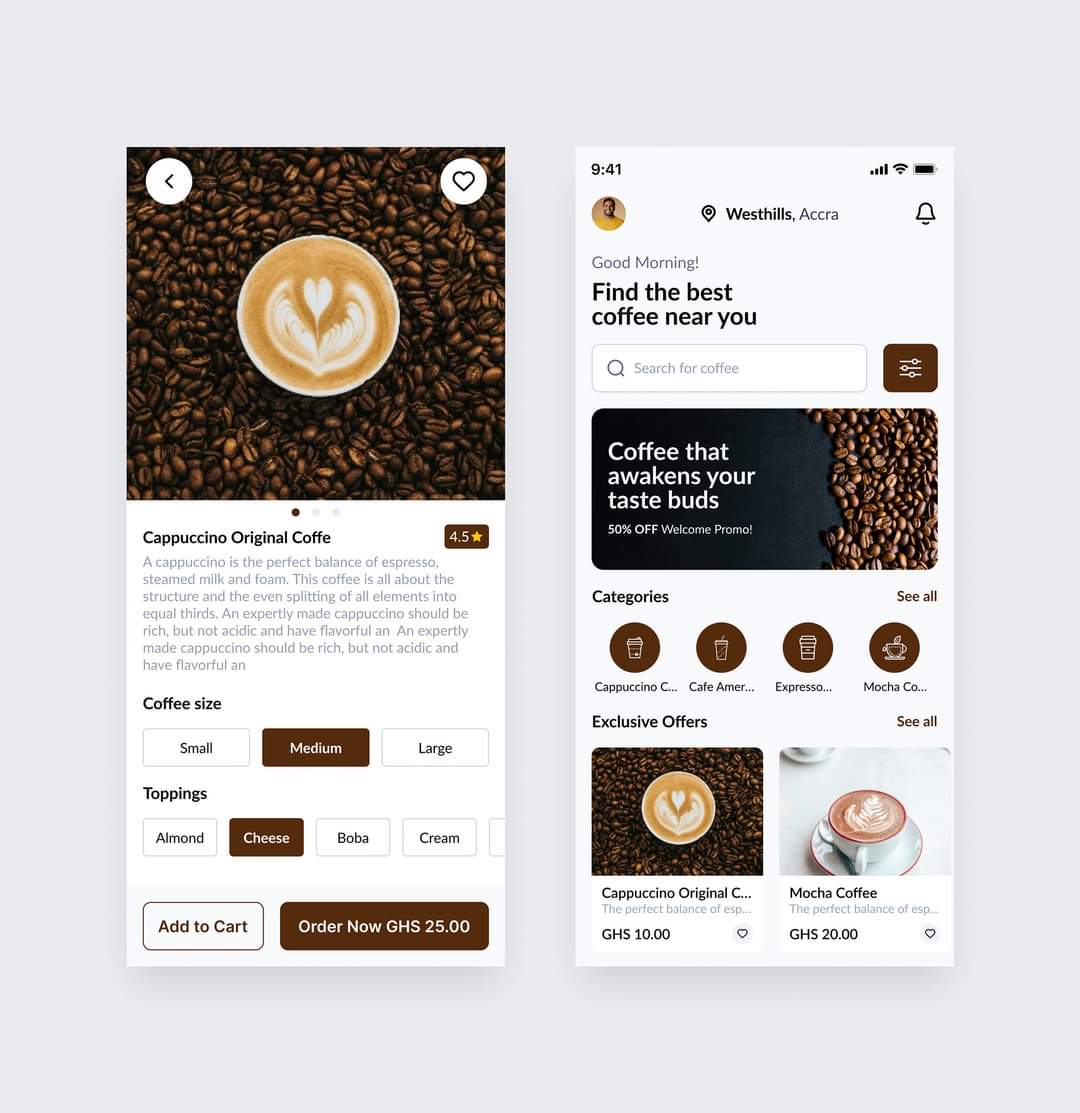 Cappuccino Original Coffe
4.5
A cappuccino is the perfect balance of espresso,
steamed milk and foam. This coffee is all about the
structure and the even splitting of all elements into
equal thirds. An expertly made cappuccino should be
rich, but not acidic and have flavorful an  An expertly
made cappuccino should be rich, but not acidic and
have flavorful an
Coffee size
Small
Medium
Large
Toppings
Almond
Cheese
Boba
Cream
Add to Cart
Order Now GHS 25.00
9:41
Westhills, Accra
Good Morning!
Find the best
coffee near you
Search for coffee
Coffee that
awakens your
taste buds
50% OFF Welcome Promo!
Categories
See all
Cappuccino C...
Cafe Amer...
Expresso...
Mocha Co...
Exclusive Offers
See all
Cappuccino Original C...
The perfect balance of esp...
GHS 10.00
Mocha Coffee
The perfect balance of esp...
GHS 20.00